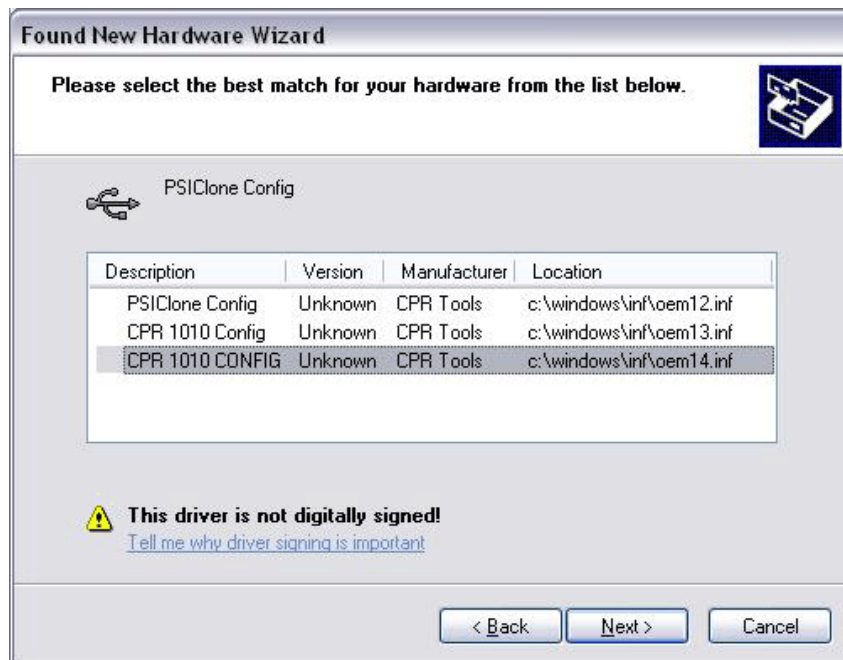 Found New Hardware Wizard
Please select the best match for your hardware from the list below.
PSIClone Config
Description Version Manufacturer Location
PSIClone Config Unknown CPR Tools c:\windows\inf\oem12.inf
CPR 1010 Config Unknown CPR Tools c:\windows\inf\oem13.inf
CPR 1010 CONFIG Unknown CPR Tools c:\windows\inf\oem14.inf
This driver is not digitally signed!
Tell me why driver signing is important
< Back Next > Cancel